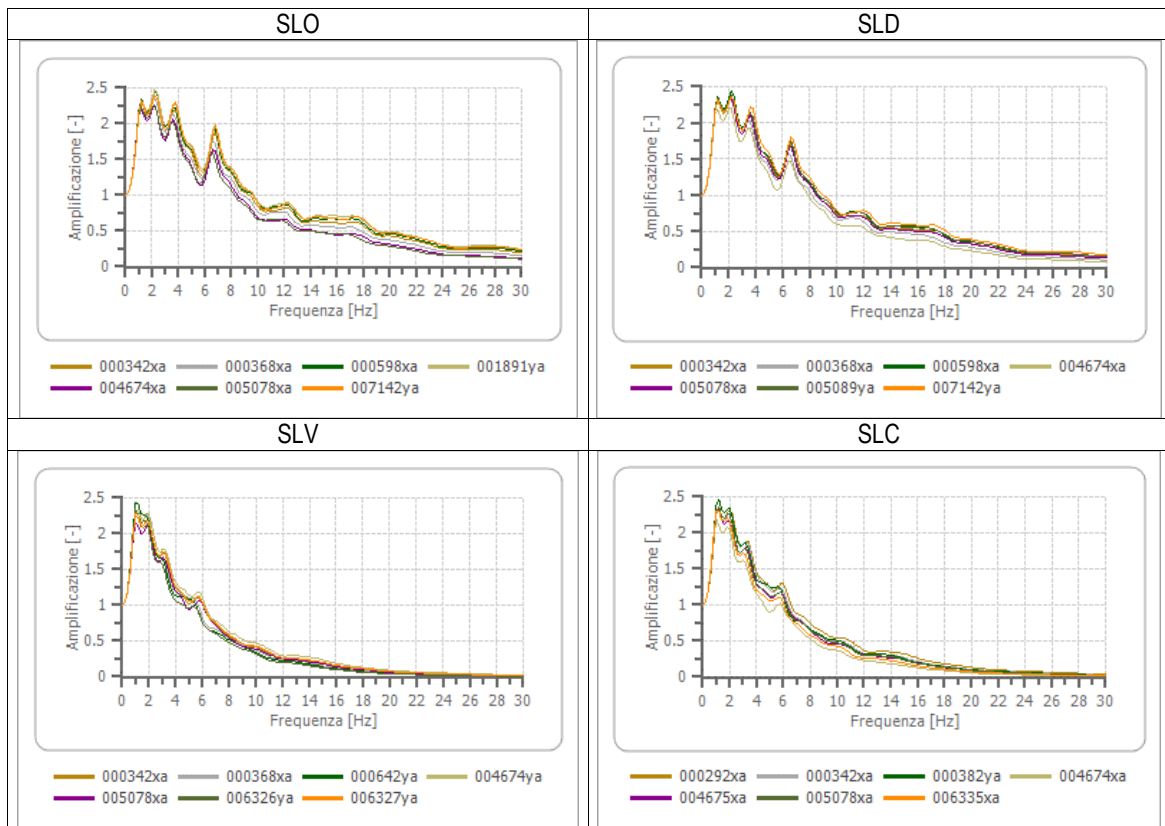 SLO
SLD
Amplificazione [-]
2.5
2
1.5
1
0.5
0
0 2 4 6 8 10 12 14 16 18 20 22 24 26 28 30
Frequenza [Hz]
000342xa 000368xa 000598xa 001891ya
004674xa 005078xa 007142ya
Amplificazione [-]
2.5
2
1.5
1
0.5
0
0 2 4 6 8 10 12 14 16 18 20 22 24 26 28 30
Frequenza [Hz]
000342xa 000368xa 000598xa 004674xa
005078xa 005089ya 007142ya
SLV
SLC
Amplificazione [-]
2.5
2
1.5
1
0.5
0
0 2 4 6 8 10 12 14 16 18 20 22 24 26 28 30
Frequenza [Hz]
000342xa 000368xa 000642ya 004674ya
005078xa 006326ya 006327ya
Amplificazione [-]
2.5
2
1.5
1
0.5
0
0 2 4 6 8 10 12 14 16 18 20 22 24 26 28 30
Frequenza [Hz]
000292xa 000342xa 000382ya 004674xa
004675xa 005078xa 006335xa